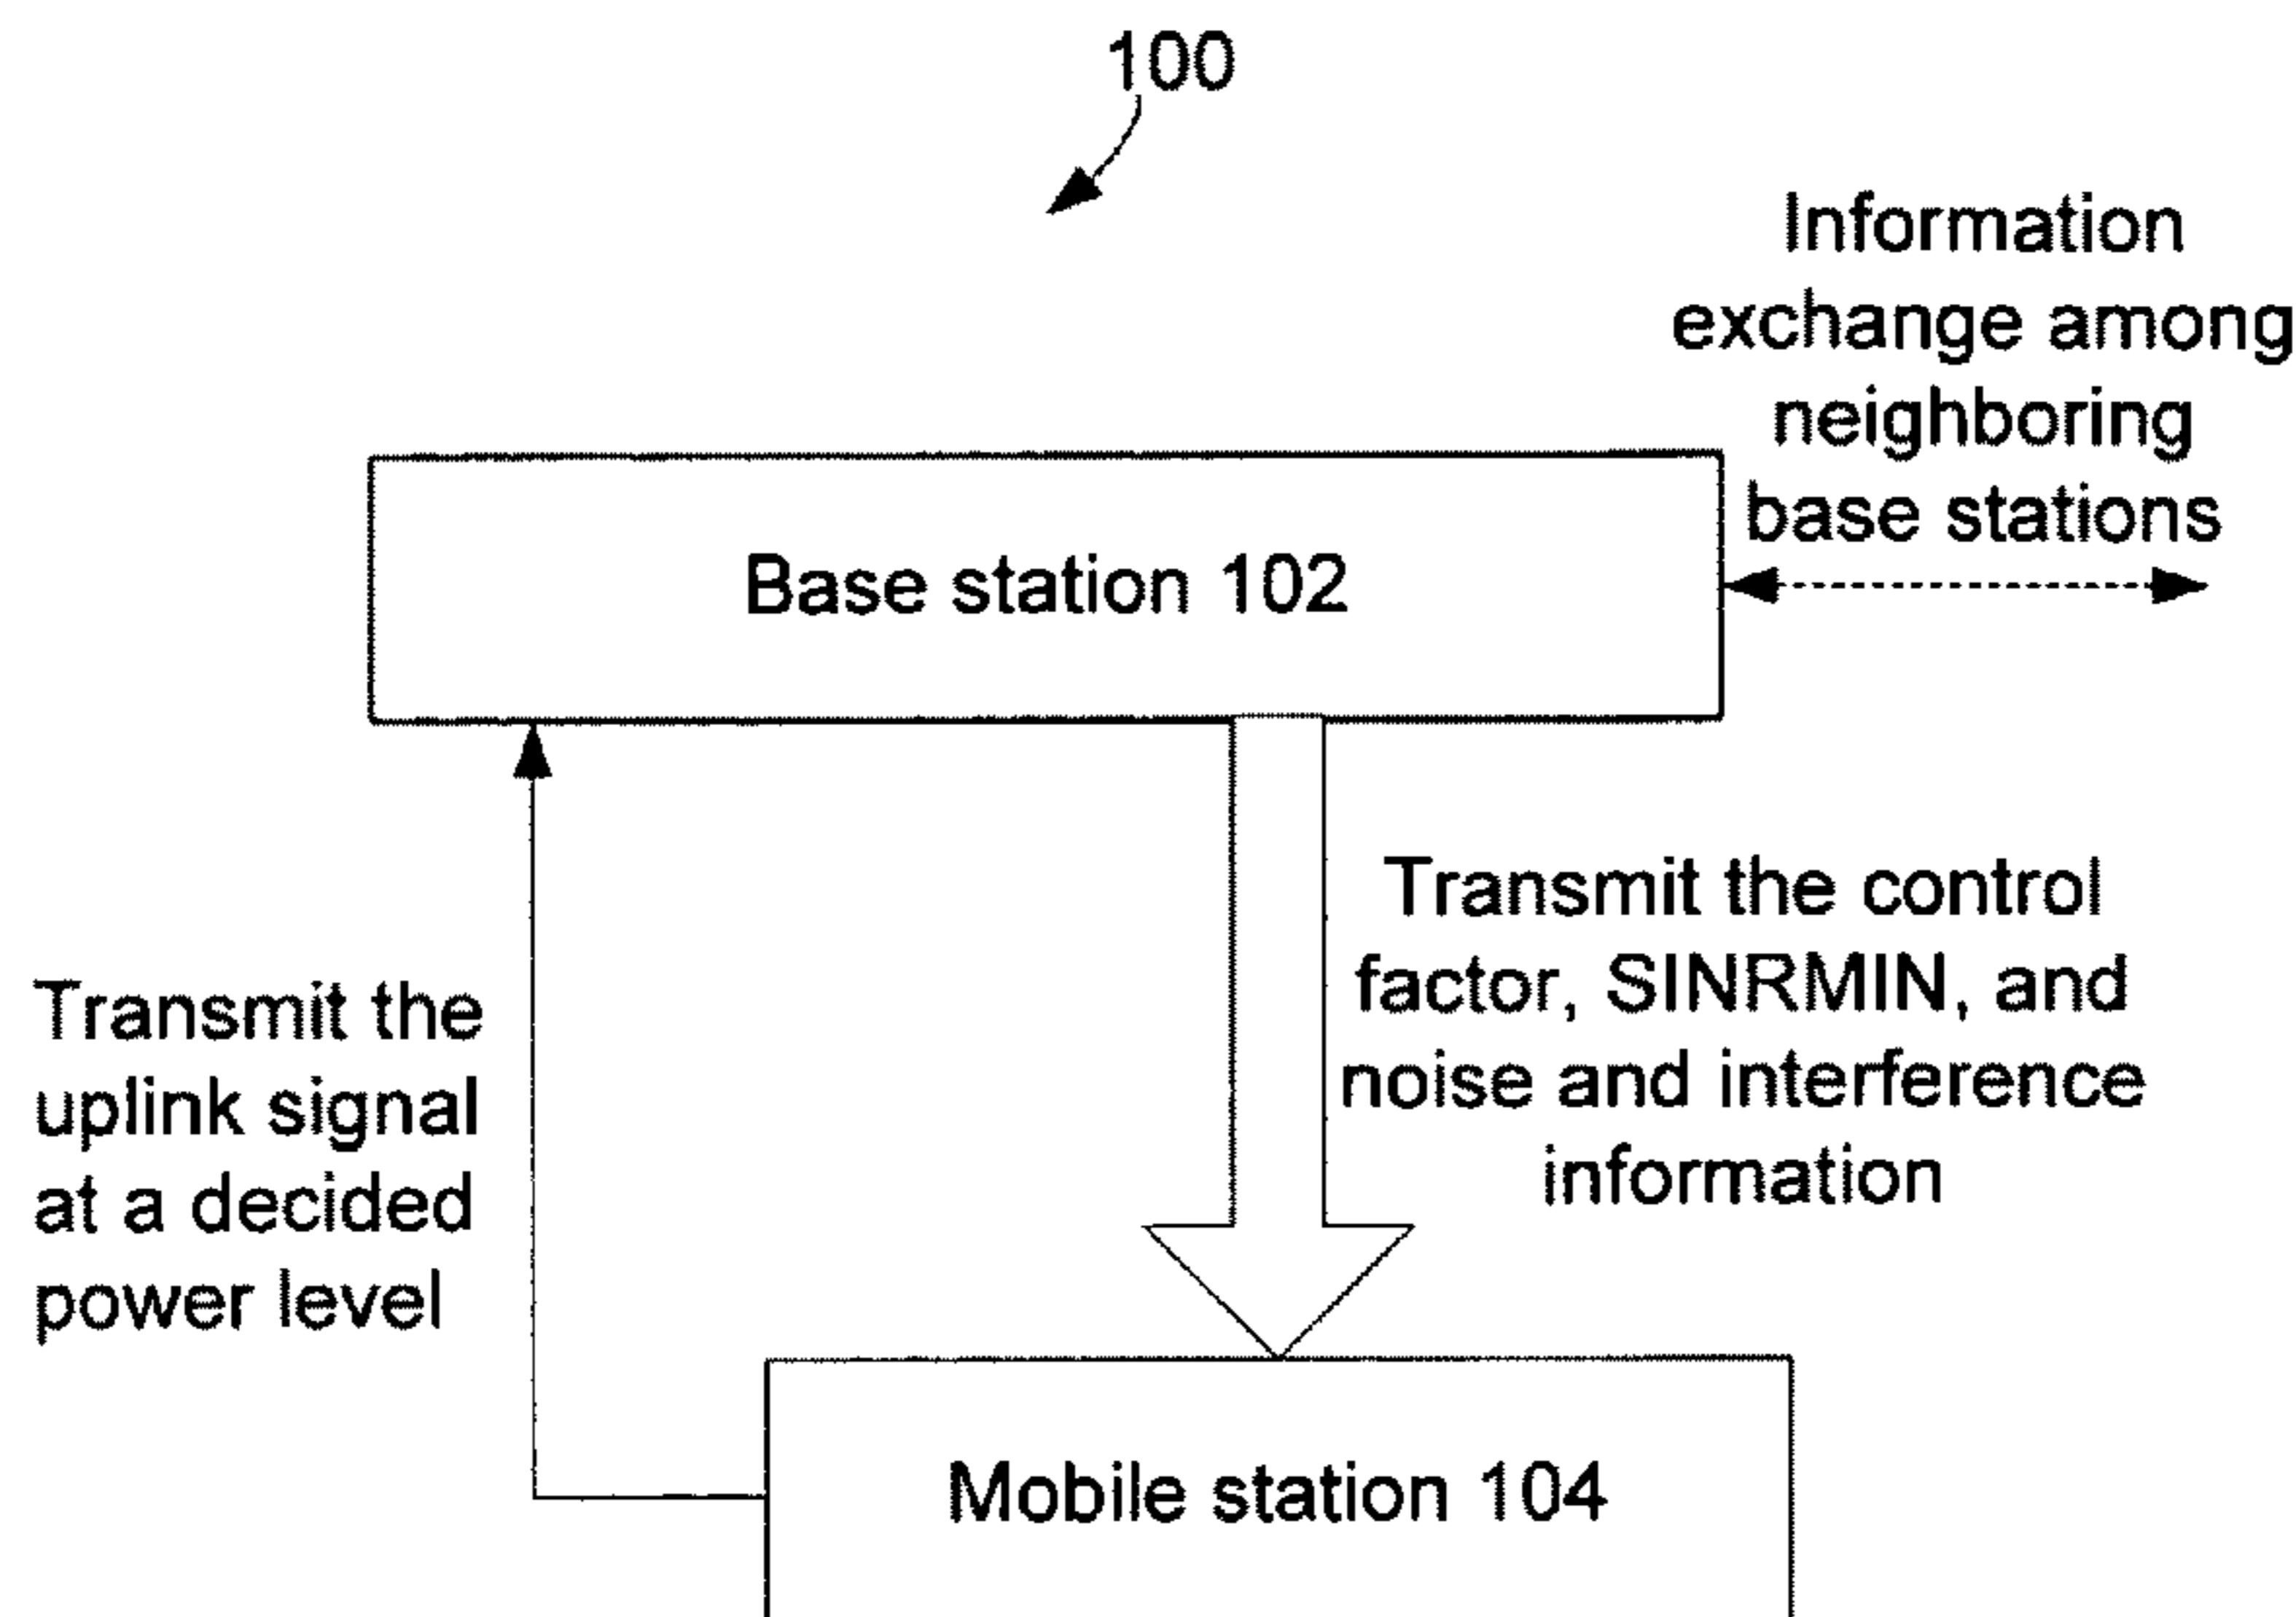 100
Information
exchange among
neighboring
base stations
Base station 102
Transmit the control
factor, SINRMIN, and
noise and interference
information
Transmit the
uplink signal
at a decided
power level
Mobile station 104